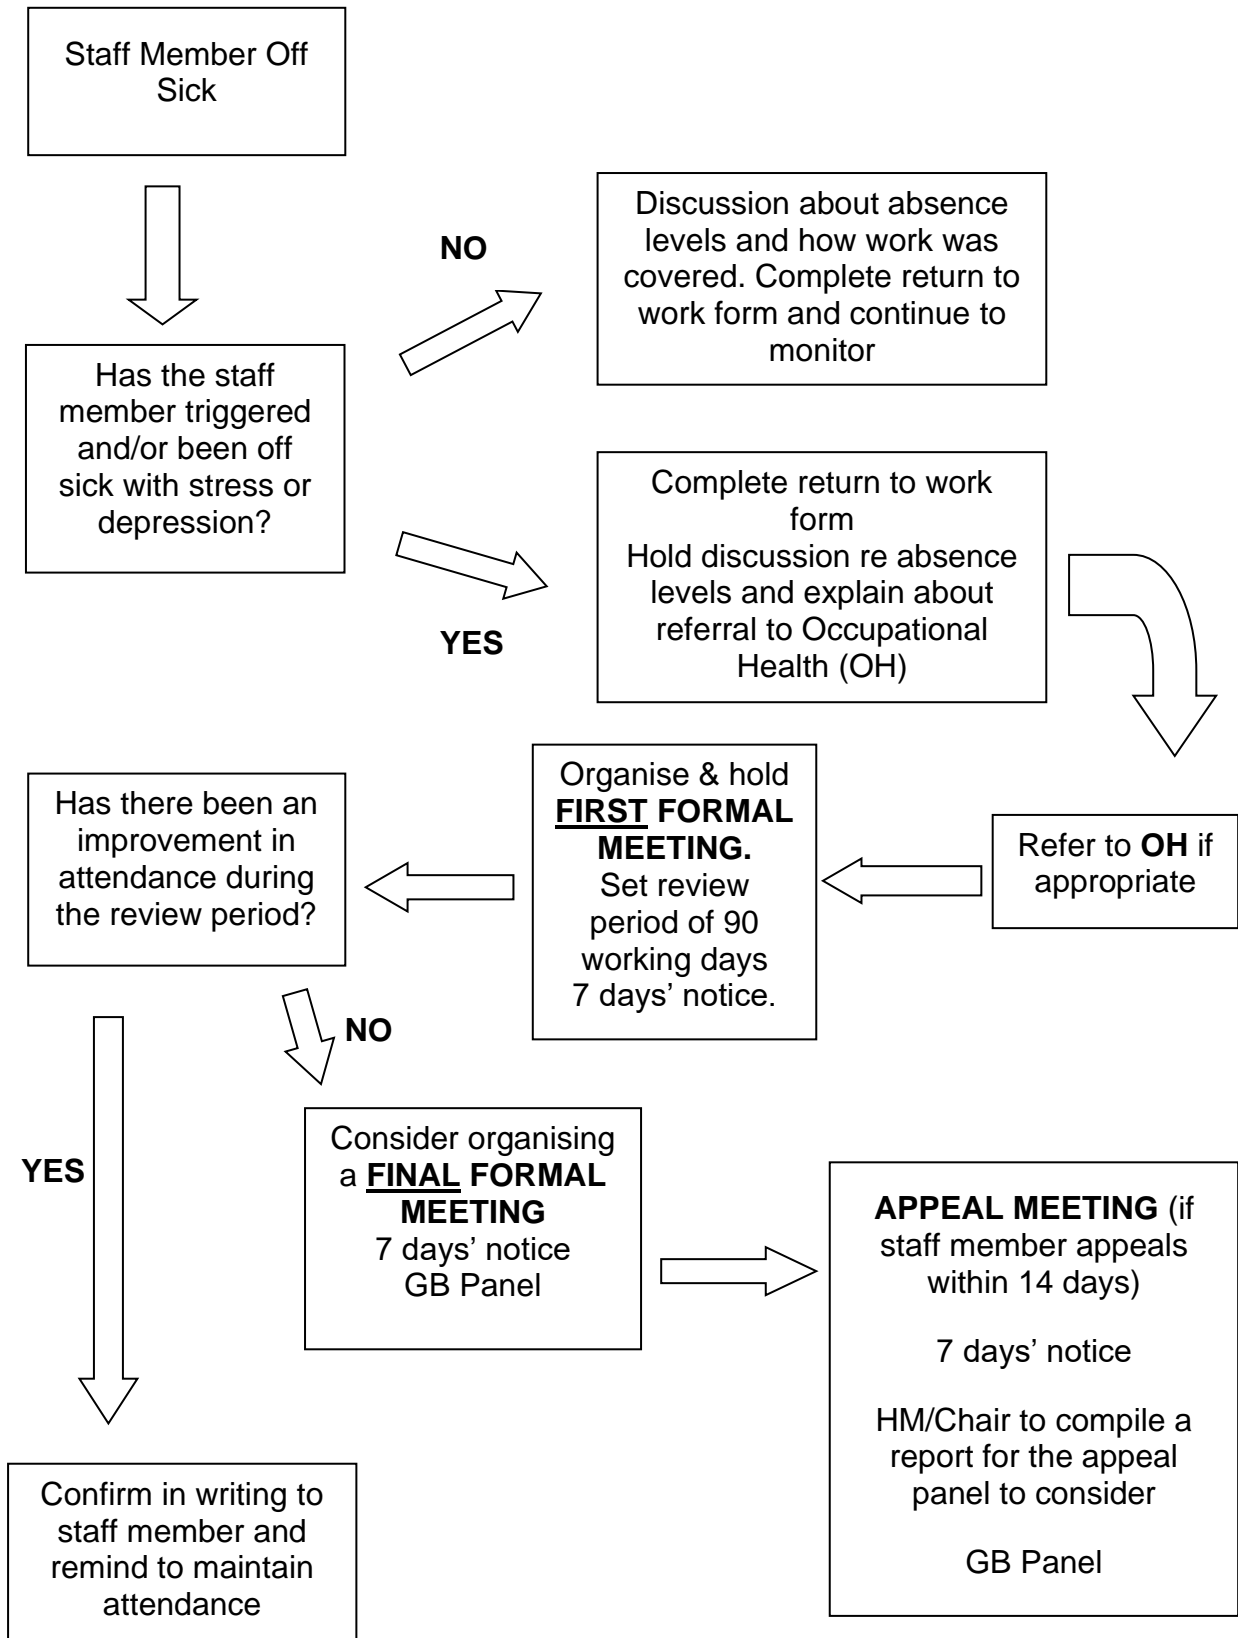 Staff Member Off
Sick
NO
Discussion about absence
levels and how work was
covered. Complete return to
work form and continue to
monitor
Has the staff
member triggered
and/or been off
sick with stress or
depression?
YES
Complete return to work
form
Hold discussion re absence
levels and explain about
referral to Occupational
Health (OH)
Refer to OH if
appropriate
Organise & hold
FIRST FORMAL
MEETING.
Set review
period of 90
working days
7 days’ notice.
Has there been an
improvement in
attendance during
the review period?
NO
Consider organising
a FINAL FORMAL
MEETING
7 days’ notice
GB Panel
APPEAL MEETING (if
staff member appeals
within 14 days)
7 days’ notice
HM/Chair to compile a
report for the appeal
panel to consider
GB Panel
YES
Confirm in writing to
staff member and
remind to maintain
attendance